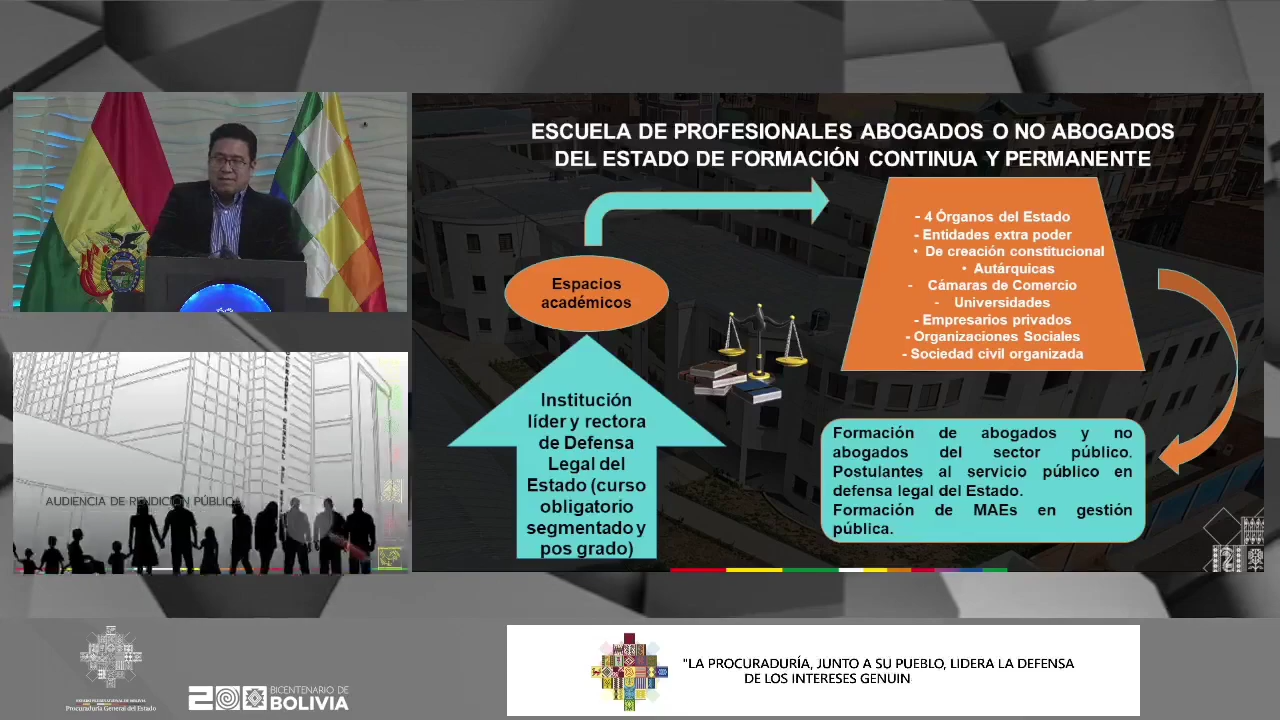 ESCUELA DE PROFESIONALES ABOGADOS O NO ABOGADOS
DEL ESTADO DE FORMACIÓN CONTINUA Y PERMANENTE
Espacios
académicos
Institución
líder y rectora
de Defensa
Legal del
Estado (curso
obligatorio
segmentado y
pos grado)
- 4 Órganos del Estado
- Entidades extra poder
• De creación constitucional
• Autárquicas
- Cámaras de Comercio
- Universidades
- Empresarios privados
- Organizaciones Sociales
- Sociedad civil organizada
Formación de abogados y no
abogados del sector público.
Postulantes al servicio público en
defensa legal del Estado.
Formación de MAEs en gestión
pública.
AUDIENCIA DE RENDICIÓN PÚBLICA
Procuraduría General del Estado
200 BICENTENARIO DE
BOLIVIA
"LA PROCURADURÍA, JUNTO A SU PUEBLO, LIDERA LA DEFENSA
DE LOS INTERESES GENUIN